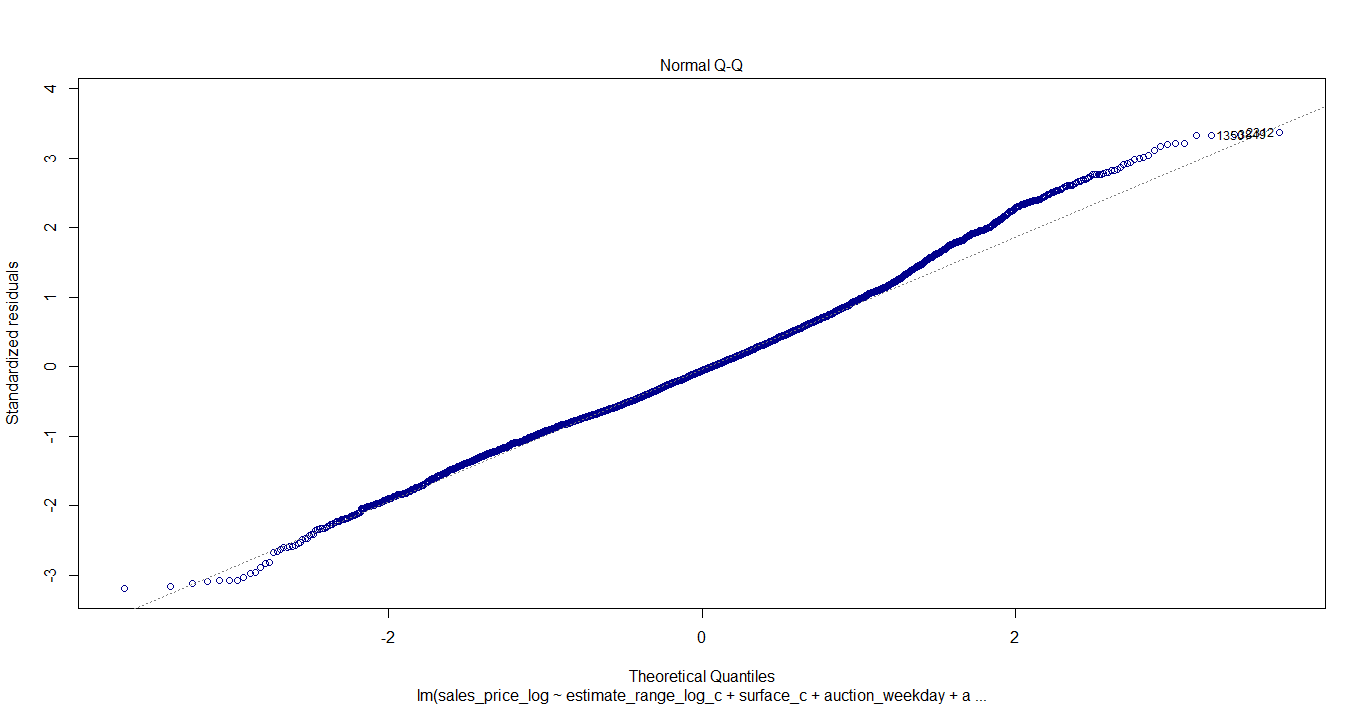 Normal Q-Q
4
3
2
1
0
-1
-2
-3
Standardized residuals
-2
0
2
Theoretical Quantiles
lm(sales_price_log ~ estimate_range_log_c + surface_c + auction_weekday + a ...